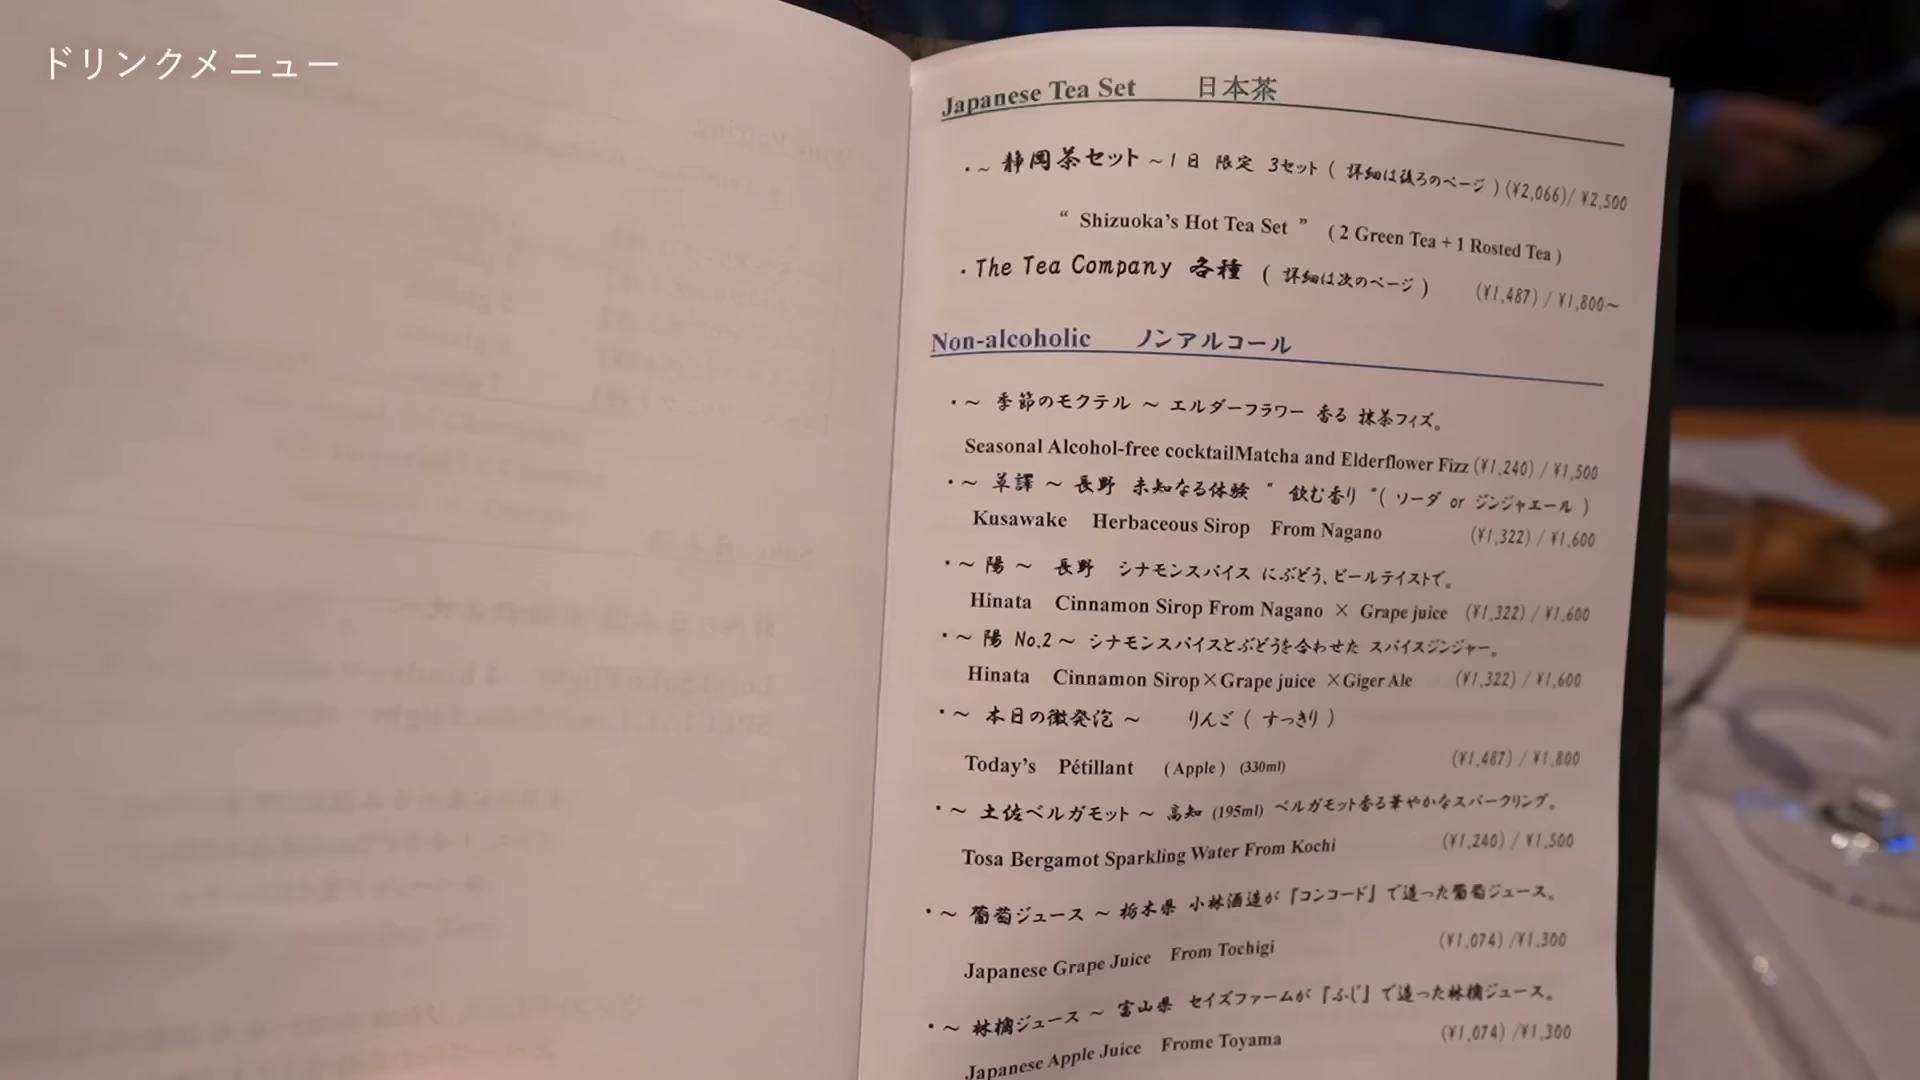 ドリンクメニュー
Japanese Tea Set 日本茶
・~ 静岡茶セット ~ 1日 限定 3セット ( 詳細は後ろのページ ) (¥2,066)/ ¥2,500
“ Shizuoka’s Hot Tea Set ” ( 2 Green Tea + 1 Rosted Tea )
・The Tea Company 各種 ( 詳細は次のページ ) (¥1,487) / ¥1,800~
Non-alcoholic ノンアルコール
・~ 季節のモクテル ~ エルダーフラワー 香る 抹茶フィズ。
Seasonal Alcohol-free cocktailMatcha and Elderflower Fizz (¥1,240) / ¥1,500
・~ 草譯 ~ 長野 未知なる体験 “ 飲む香り ”( ソーダ or ジンジャエール )
Kusawake Herbaceous Sirop From Nagano (¥1,322) / ¥1,600
・~ 陽 ~ 長野 シナモンスパイス にぶどう、ビールテイストで。
Hinata Cinnamon Sirop From Nagano × Grape juice (¥1,322) / ¥1,600
・~ 陽 No.2 ~ シナモンスパイスとぶどうを合わせた スパイスジンジャー。
Hinata Cinnamon Sirop×Grape juice ×Giger Ale (¥1,322) / ¥1,600
・~ 本日の微発泡 ~ りんご ( すっきり )
Today’s Pétillant ( Apple ) (330ml) (¥1,487) / ¥1,800
・~ 土佐ベルガモット ~ 高知 (195ml) ベルガモット香る華やかなスパークリング。
Tosa Bergamot Sparkling Water From Kochi (¥1,240) / ¥1,500
・~ 葡萄ジュース ~ 栃木県 小林酒造が『コンコード』で造った葡萄ジュース。
Japanese Grape Juice From Tochigi (¥1,074) /¥1,300
・~ 林檎ジュース ~ 富山県 セイズファームが『ふじ』で造った林檎ジュース。
Japanese Apple Juice Frome Toyama (¥1,074) /¥1,300